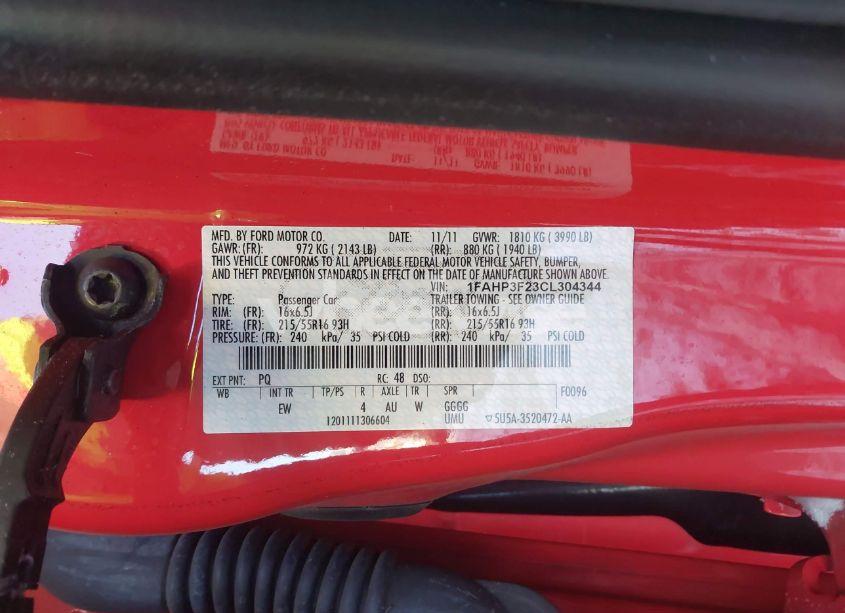 MFD. BY FORD MOTOR CO. DATE: 11/11 GVWR: 1810 KG ( 3990 LB)
GAWR: (FR): 972 KG ( 2143 LB) (RR): 880 KG ( 1940 LB)
THIS VEHICLE CONFORMS TO ALL APPLICABLE FEDERAL MOTOR VEHICLE SAFETY, BUMPER,
AND THEFT PREVENTION STANDARDS IN EFFECT ON THE DATE OF MANUFACTURE SHOWN ABOVE.
VIN: 1FAHP3F23CL304344
TYPE: Passenger Car TRAILER TOWING - SEE OWNER GUIDE
RIM: (FR): 16x6.5J (RR): 16x6.5J
TIRE: (FR): 215/55R16 93H (RR): 215/55R16 93H
PRESSURE: (FR): 240 kPa/ 35 PSI COLD (RR): 240 kPa/ 35 PSI COLD
EXT PNT: PQ RC: 48 DSO:
WB INT TR TP/PS R AXLE TR SPR F0096
EW 4 AU W GGGG
1201111306604 UMU ▽ 5U5A-3520472-AA